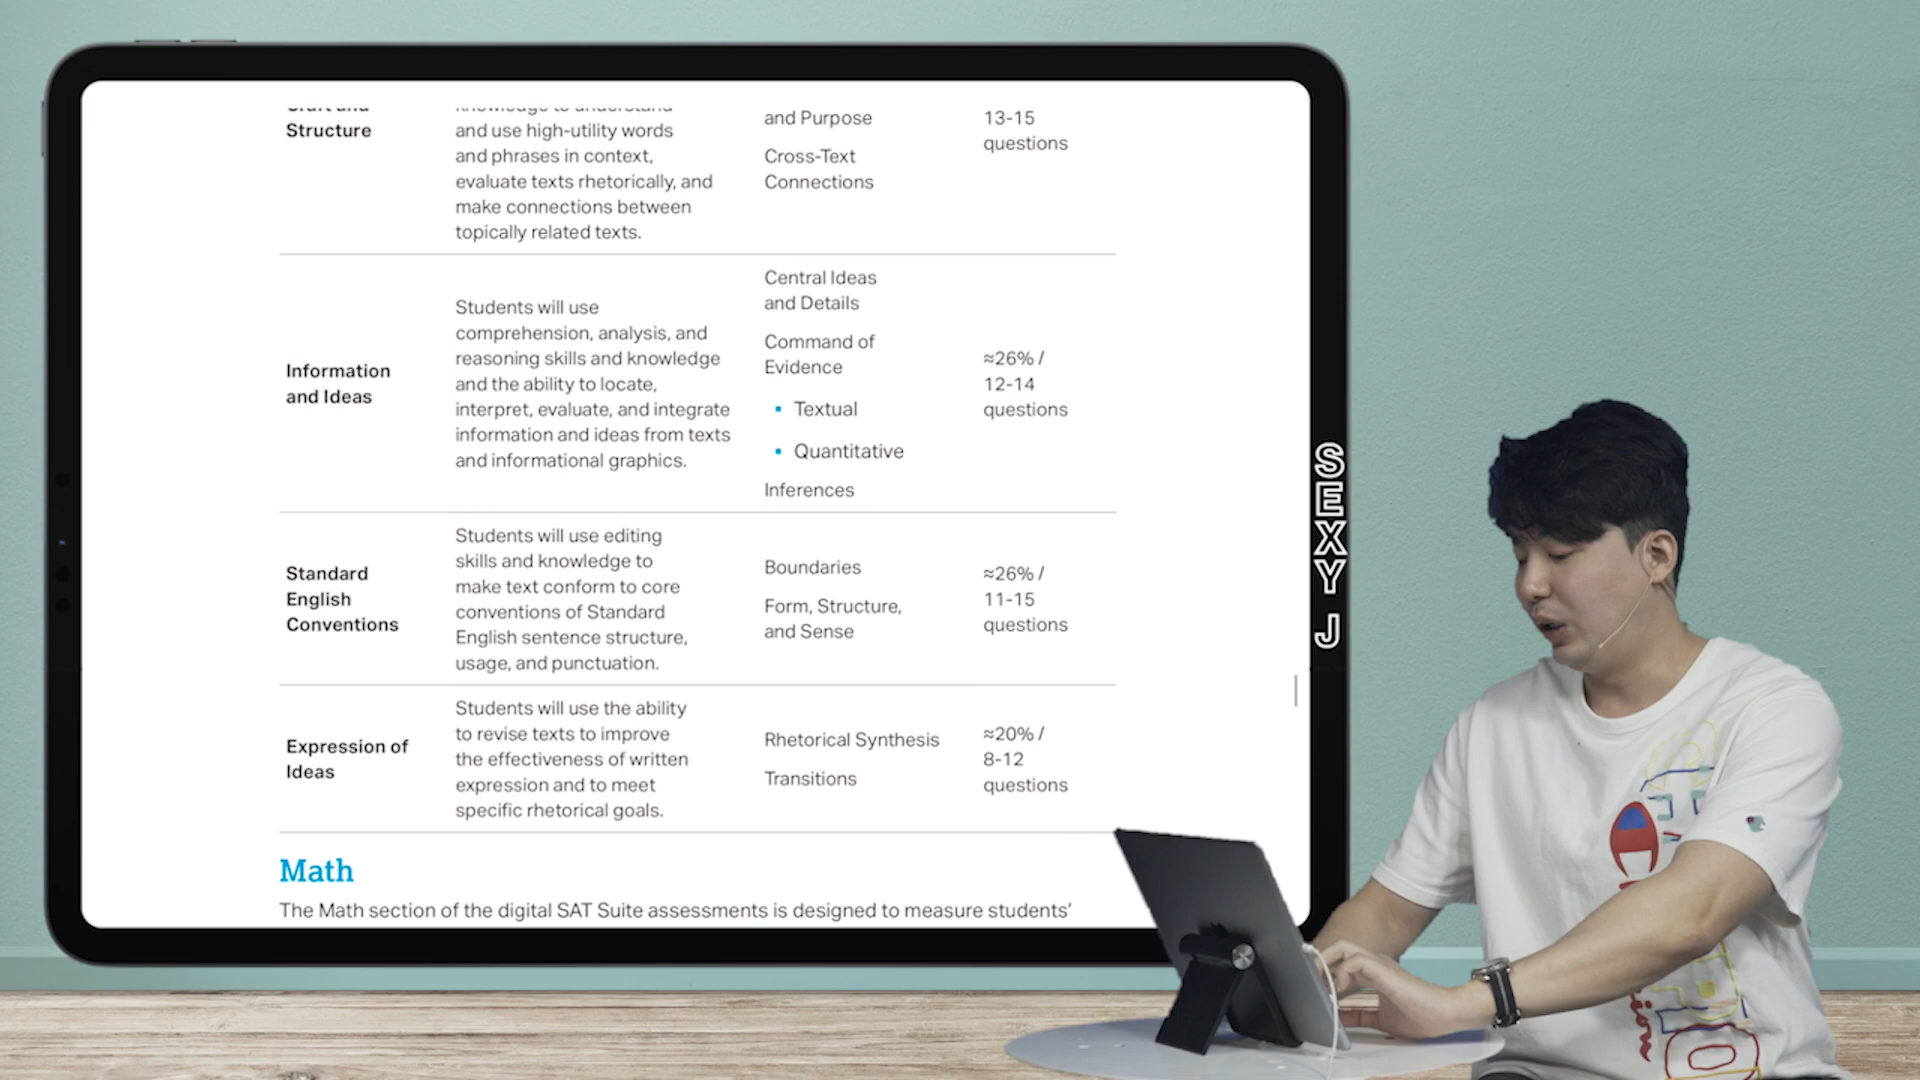 Craft and
Structure
knowledge to understand
and use high-utility words
and phrases in context,
evaluate texts rhetorically, and
make connections between
topically related texts.
and Purpose
Cross-Text
Connections
13-15
questions
Information
and Ideas
Students will use
comprehension, analysis, and
reasoning skills and knowledge
and the ability to locate,
interpret, evaluate, and integrate
information and ideas from texts
and informational graphics.
Central Ideas
and Details
Command of
Evidence
▪ Textual
▪ Quantitative
Inferences
≈26% /
12-14
questions
Standard
English
Conventions
Students will use editing
skills and knowledge to
make text conform to core
conventions of Standard
English sentence structure,
usage, and punctuation.
Boundaries
Form, Structure,
and Sense
≈26% /
11-15
questions
Expression of
Ideas
Students will use the ability
to revise texts to improve
the effectiveness of written
expression and to meet
specific rhetorical goals.
Rhetorical Synthesis
Transitions
≈20% /
8-12
questions
Math
The Math section of the digital SAT Suite assessments is designed to measure students'
SEXY J